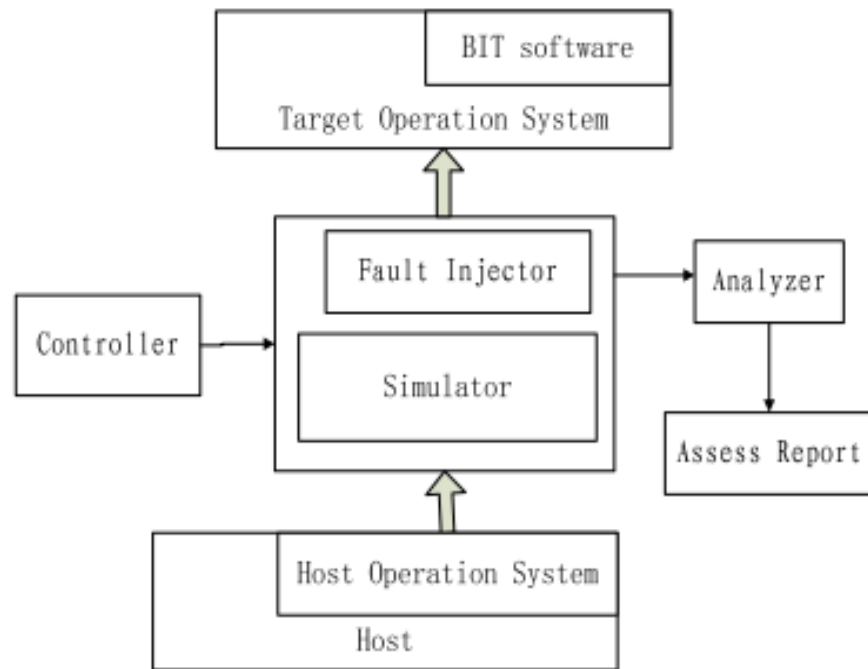 BIT software
Target Operation System
Fault Injector
Analyzer
Controller
Simulator
Assess Report
Host Operation System
Host